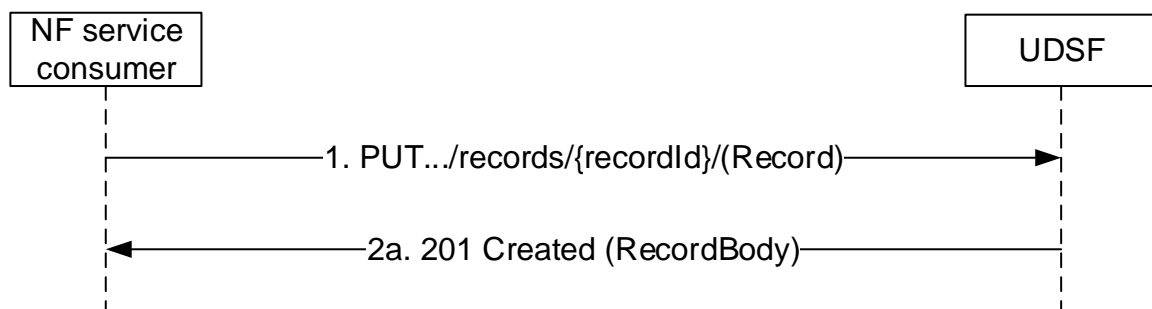 NF service
consumer
UDSF
1. PUT.../records/{recordId}/(Record)
2a. 201 Created (RecordBody)